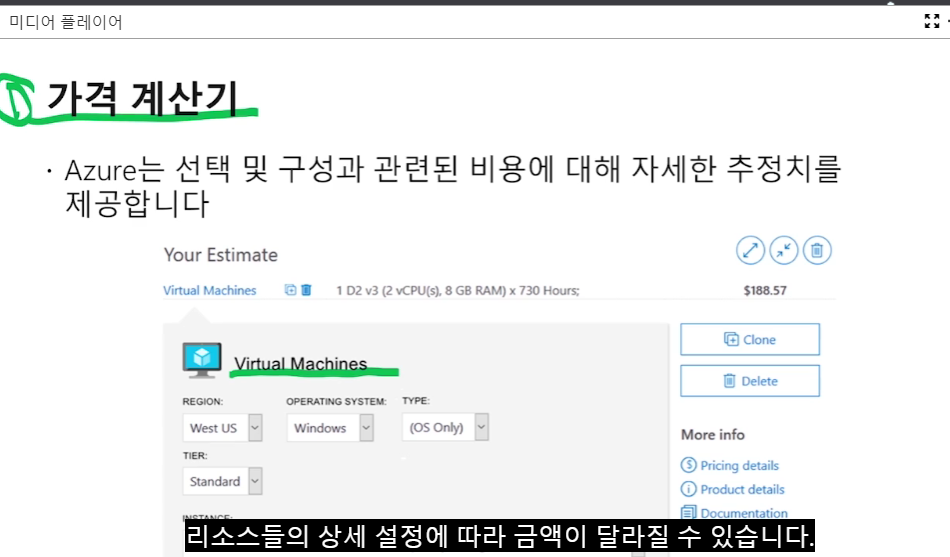 미디어 플레이어
① 가격 계산기
· Azure는 선택 및 구성과 관련된 비용에 대해 자세한 추정치를
제공합니다
Your Estimate
Virtual Machines 1 D2 v3 (2 vCPU(s), 8 GB RAM) x 730 Hours; $188.57
Virtual Machines
REGION: OPERATING SYSTEM: TYPE:
West US Windows (OS Only)
TIER:
Standard
INSTANCE:
Clone
Delete
More info
Pricing details
Product details
Documentation
리소스들의 상세 설정에 따라 금액이 달라질 수 있습니다.